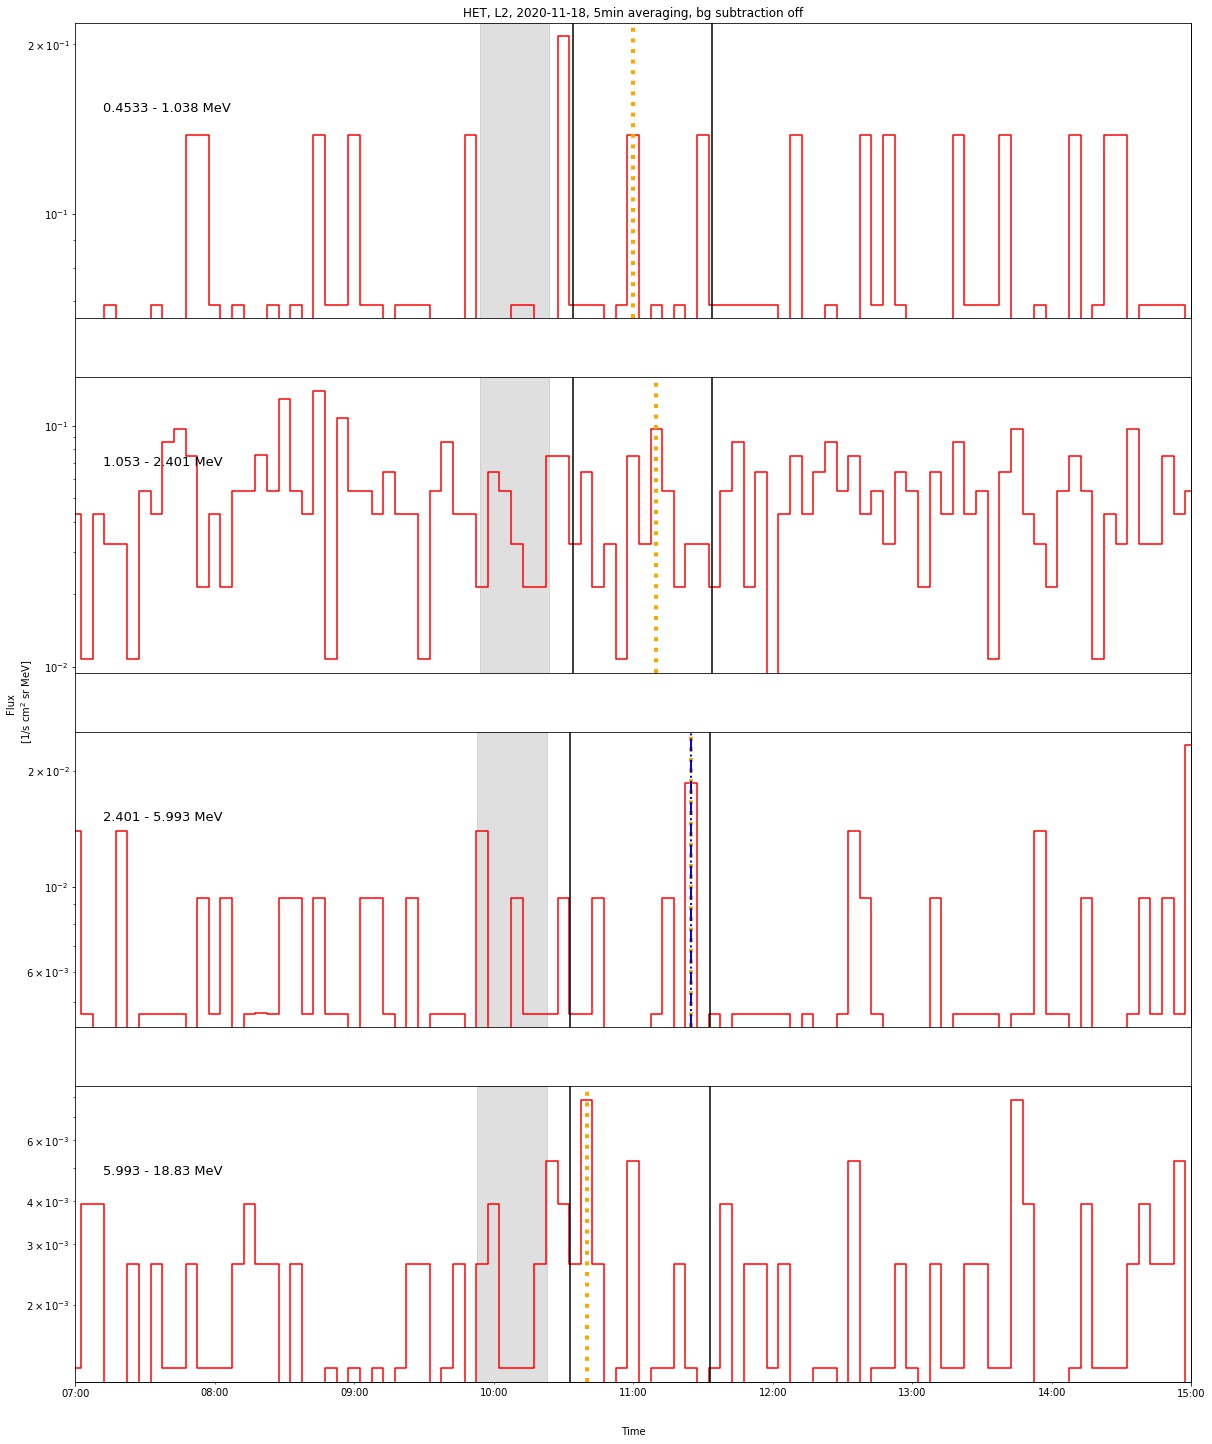 HET, L2, 2020-11-18, 5min averaging, bg subtraction off
2 × 10⁻¹
0.4533 - 1.038 MeV
10⁻¹
10⁻¹
1.053 - 2.401 MeV
10⁻²
Flux
[1/s cm² sr MeV]
2 × 10⁻²
2.401 - 5.993 MeV
10⁻²
6 × 10⁻³
6 × 10⁻³
5.993 - 18.83 MeV
4 × 10⁻³
3 × 10⁻³
2 × 10⁻³
07:00 08:00 09:00 10:00 11:00 12:00 13:00 14:00 15:00
Time